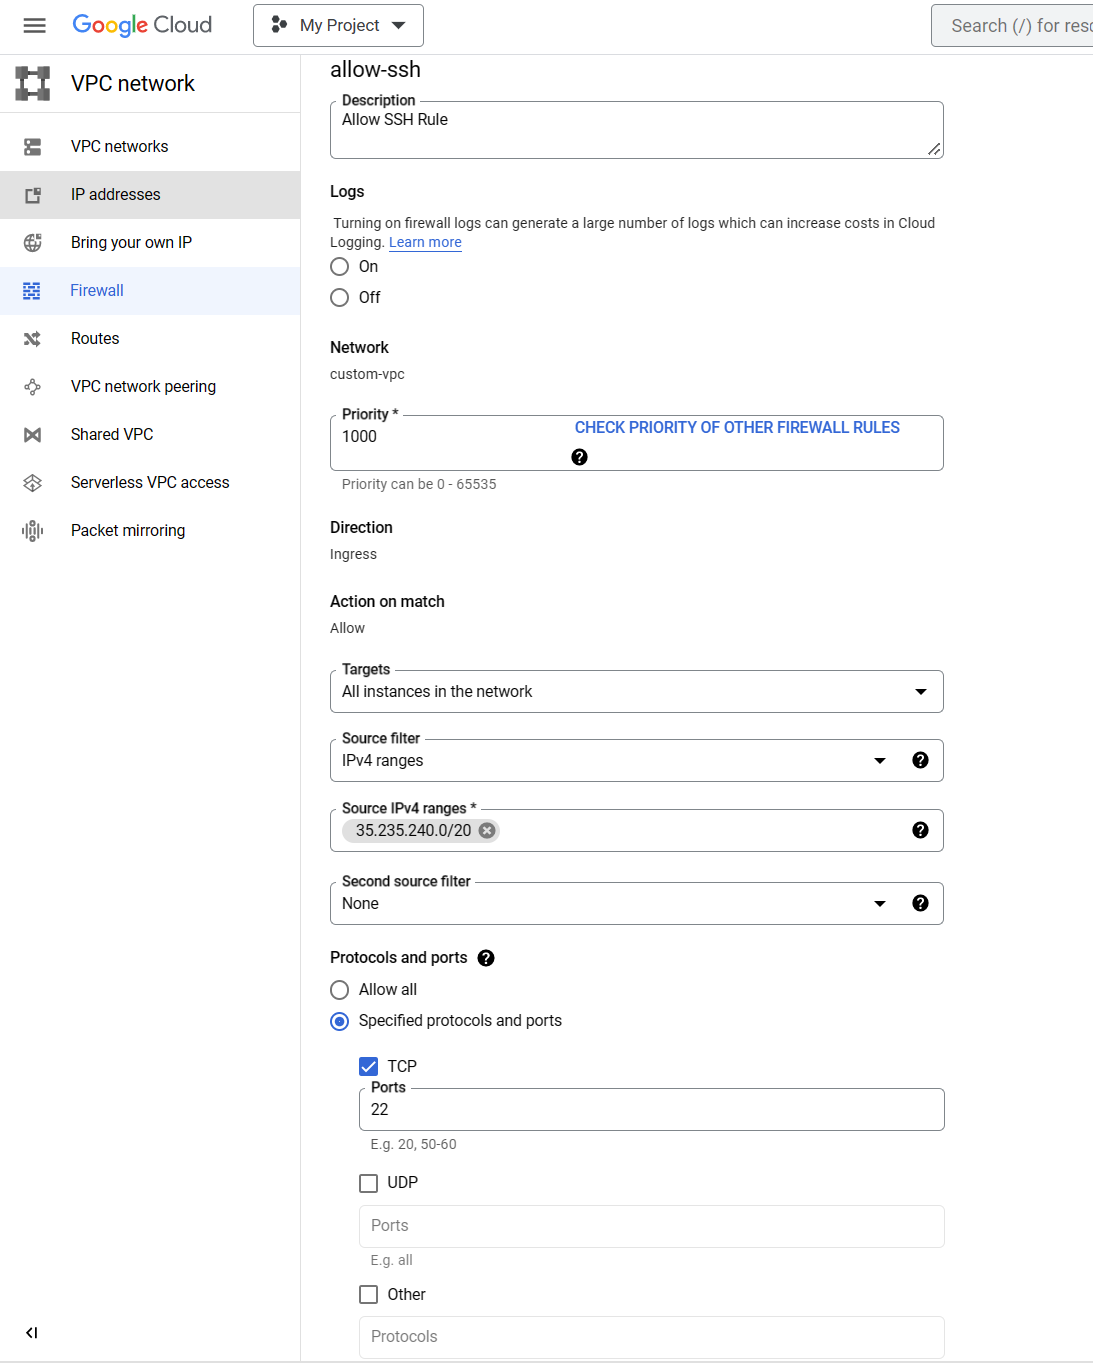 Google Cloud
My Project
Search (/) for reso
VPC network
VPC networks
IP addresses
Bring your own IP
Firewall
Routes
VPC network peering
Shared VPC
Serverless VPC access
Packet mirroring
allow-ssh
Description
Allow SSH Rule
Logs
Turning on firewall logs can generate a large number of logs which can increase costs in Cloud
Logging. Learn more
On
Off
Network
custom-vpc
Priority *
1000
CHECK PRIORITY OF OTHER FIREWALL RULES
Priority can be 0 - 65535
Direction
Ingress
Action on match
Allow
Targets
All instances in the network
Source filter
IPv4 ranges
Source IPv4 ranges *
35.235.240.0/20
Second source filter
None
Protocols and ports
Allow all
Specified protocols and ports
TCP
Ports
22
E.g. 20, 50-60
UDP
Ports
E.g. all
Other
Protocols